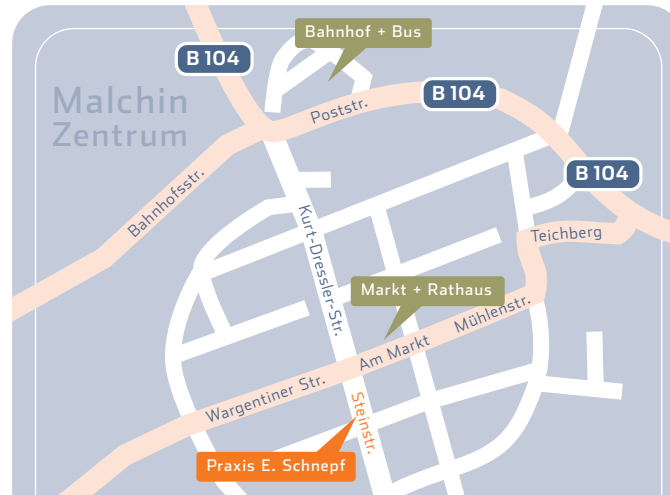 Bahnhof + Bus
B 104
Malchin
Zentrum
Poststr.
B 104
B 104
Bahnhofsstr.
Kurt-Dressler-Str.
Teichberg
Markt + Rathaus
Mühlenstr.
Am Markt
Wargentiner Str.
Steinstr.
Praxis E. Schnepf